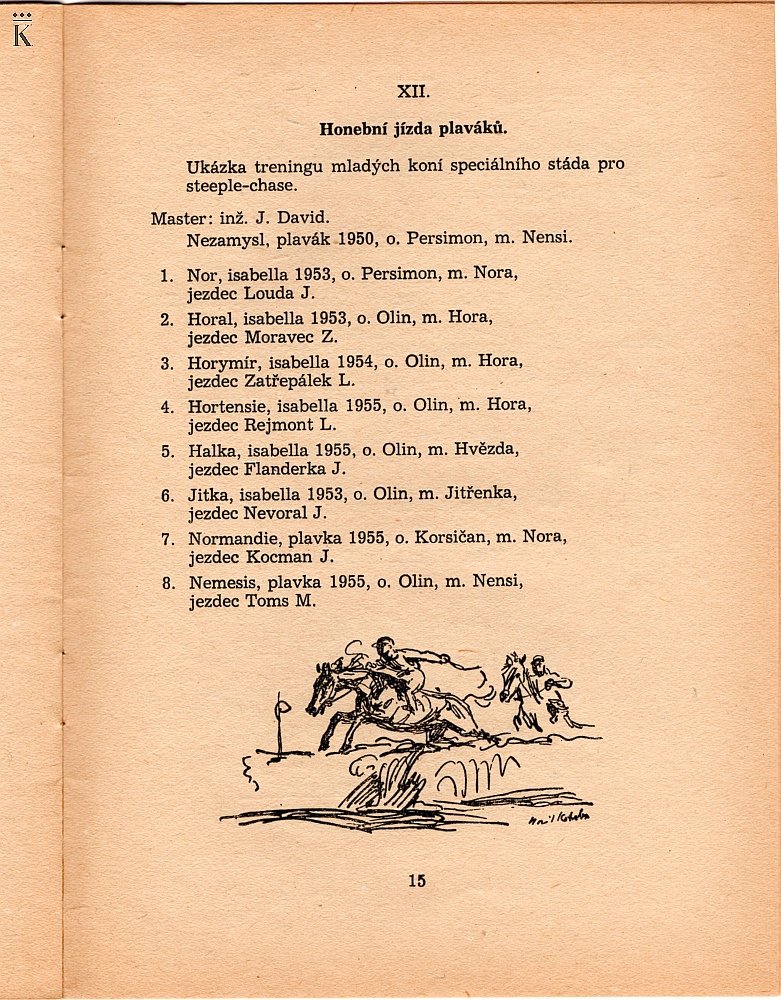 K
XII.
Honební jízda plaváků.
Ukázka treningu mladých koní speciálního stáda pro
steeple-chase.
Master: inž. J. David.
Nezamysl, plavák 1950, o. Persimon, m. Nensi.
1. Nor, isabella 1953, o. Persimon, m. Nora,
jezdec Louda J.
2. Horal, isabella 1953, o. Olin, m. Hora,
jezdec Moravec Z.
3. Horymír, isabella 1954, o. Olin, m. Hora,
jezdec Zatřepálek L.
4. Hortensie, isabella 1955, o. Olin, m. Hora,
jezdec Rejmont L.
5. Halka, isabella 1955, o. Olin, m. Hvězda,
jezdec Flanderka J.
6. Jitka, isabella 1953, o. Olin, m. Jitřenka,
jezdec Nevoral J.
7. Normandie, plavka 1955, o. Korsičan, m. Nora,
jezdec Kocman J.
8. Nemesis, plavka 1955, o. Olin, m. Nensi,
jezdec Toms M.
15